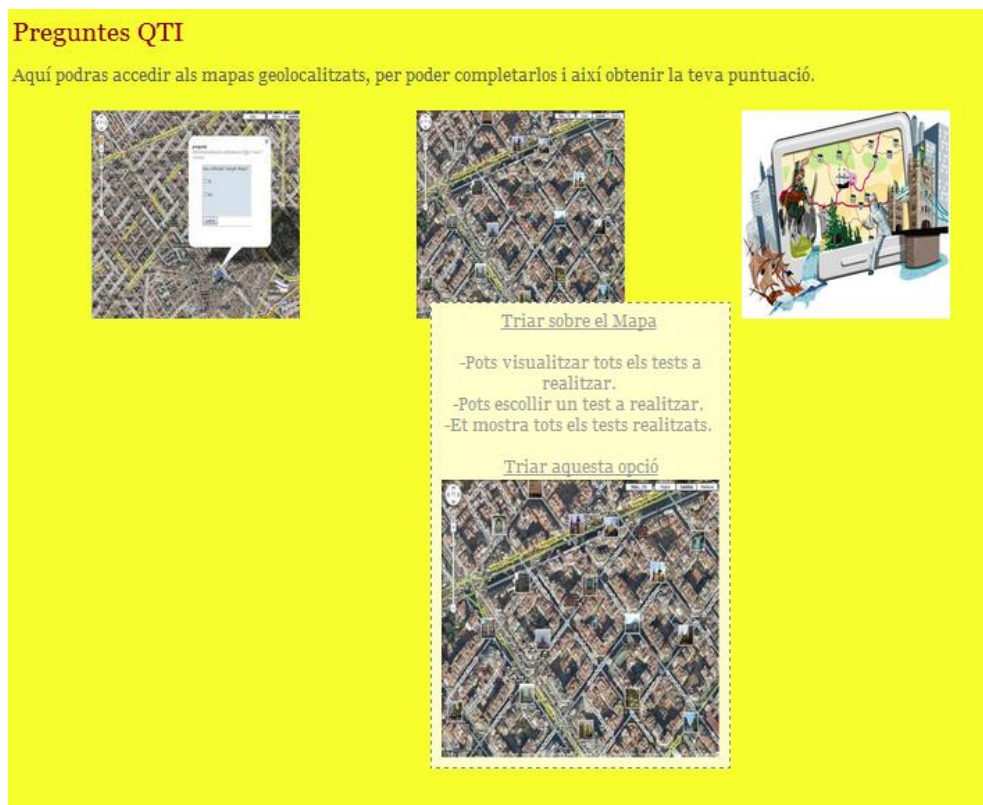 Preguntes QTI
Aquí podras accedir als mapas geolocalitzats, per poder completarlos i així obtenir la teva puntuació.
Triar sobre el Mapa
-Pots visualitzar tots els tests a
realitzar.
-Pots escollir un test a realitzar.
-Et mostra tots els tests realitzats.
Triar aquesta opció